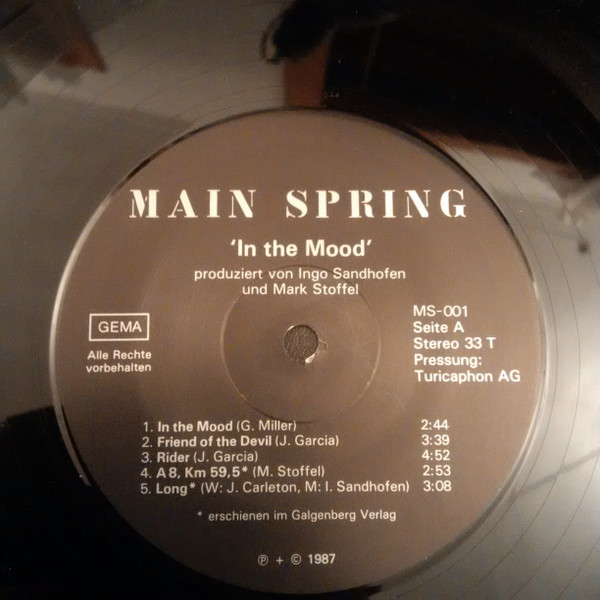 MAIN SPRING
'In the Mood'
produziert von Ingo Sandhofen
und Mark Stoffel
GEMA
Alle Rechte
vorbehalten
MS-001
Seite A
Stereo 33 T
Pressung:
Turicaphon AG
1. In the Mood (G. Miller) 2:44
2. Friend of the Devil (J. Garcia) 3:39
3. Rider (J. Garcia) 4:52
4. A 8, Km 59,5* (M. Stoffel) 2:53
5. Long* (W: J. Carleton, M: I. Sandhofen) 3:08
* erschienen im Galgenberg Verlag
℗ + © 1987